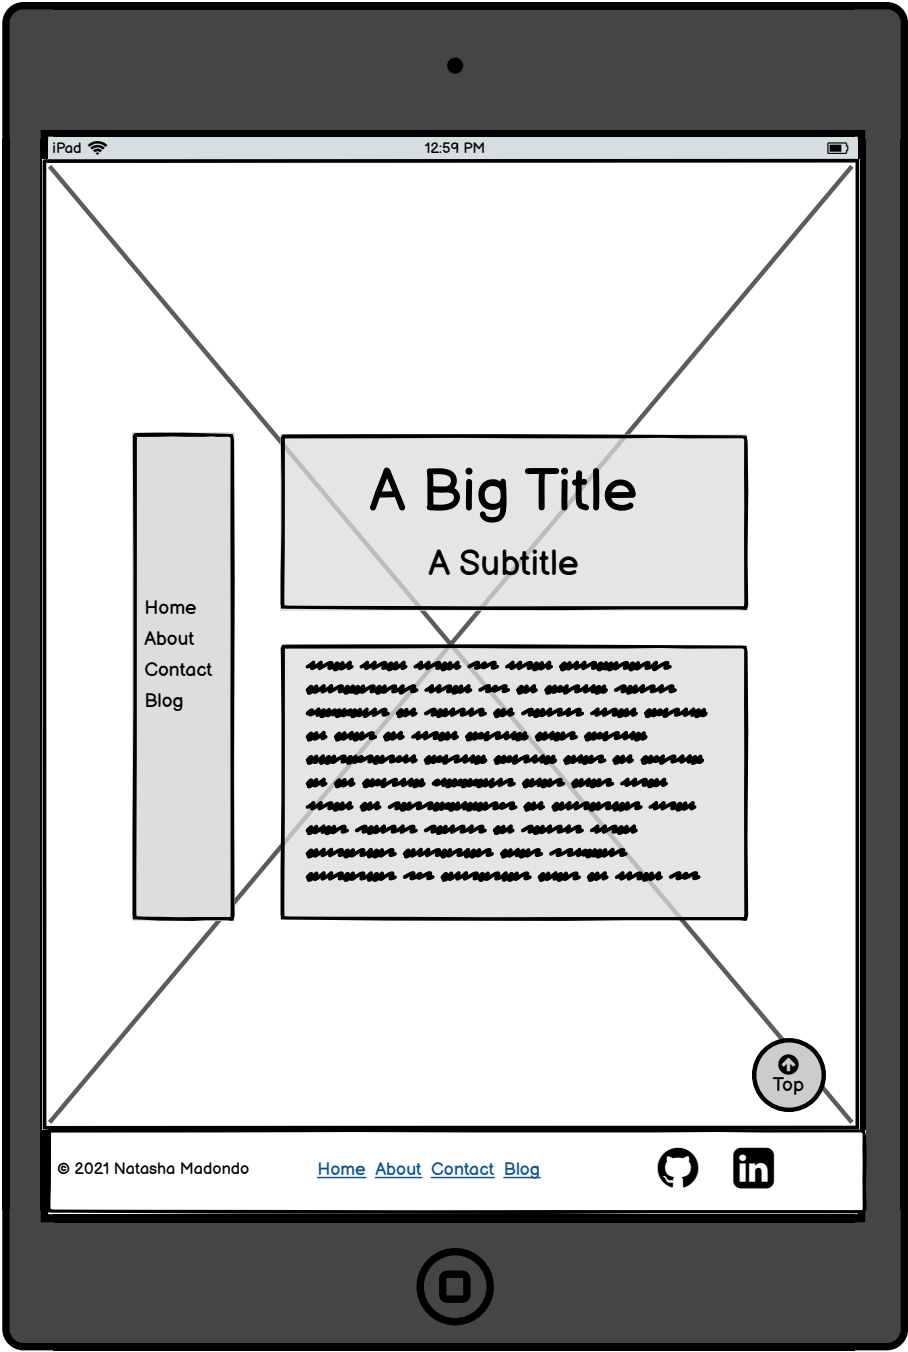 iPad 12:59 PM
A Big Title
A Subtitle
Home
About
Contact
Blog
Top
© 2021 Natasha Madondo Home About Contact Blog in